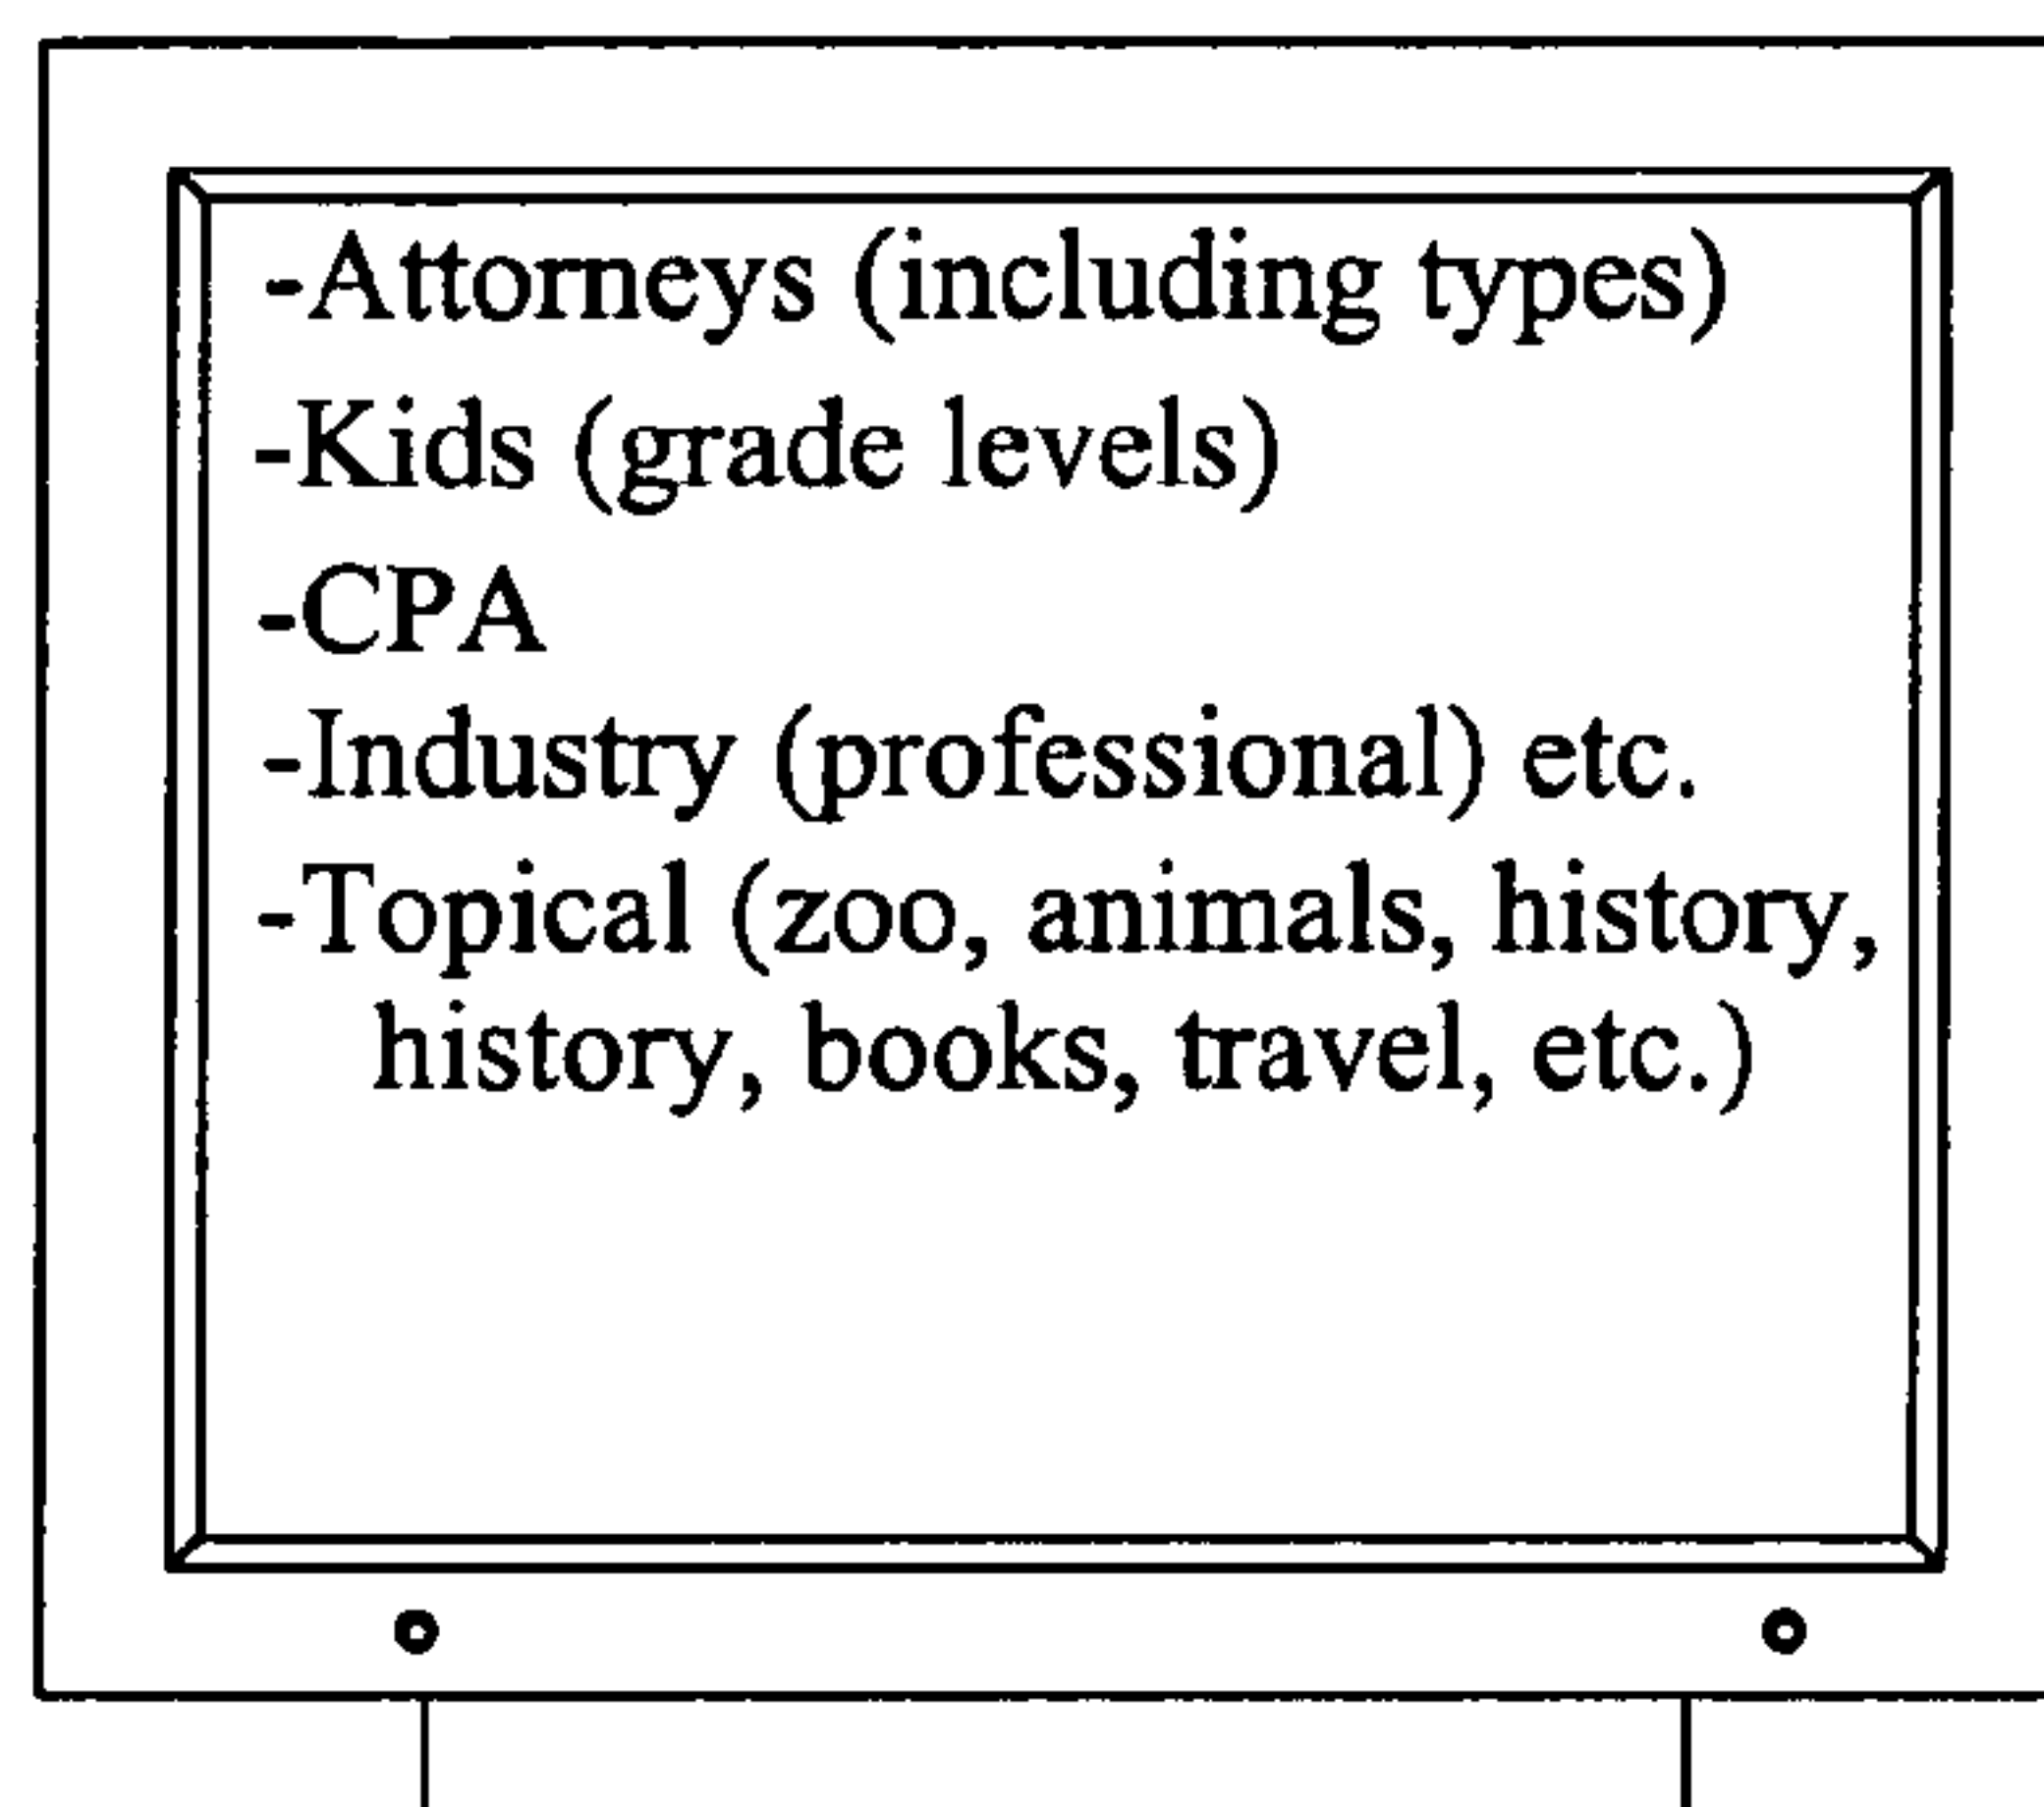 -Attorneys (including types)
-Kids (grade levels)
-CPA
-Industry (professional) etc.
-Topical (zoo, animals, history,
history, books, travel, etc.)